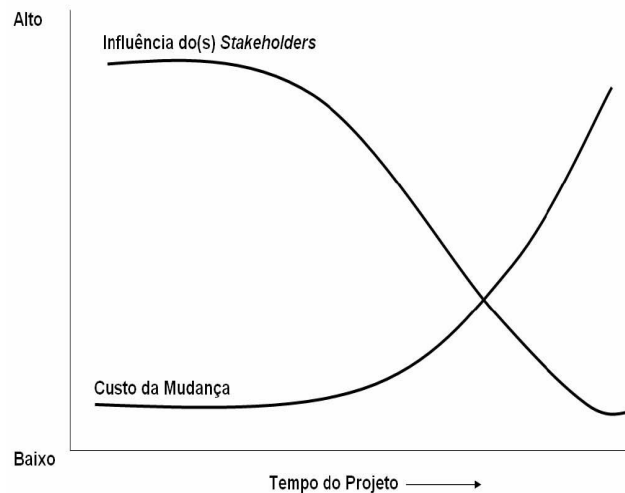 Alto
Influência do(s) Stakeholders
Custo da Mudança
Baixo
Tempo do Projeto